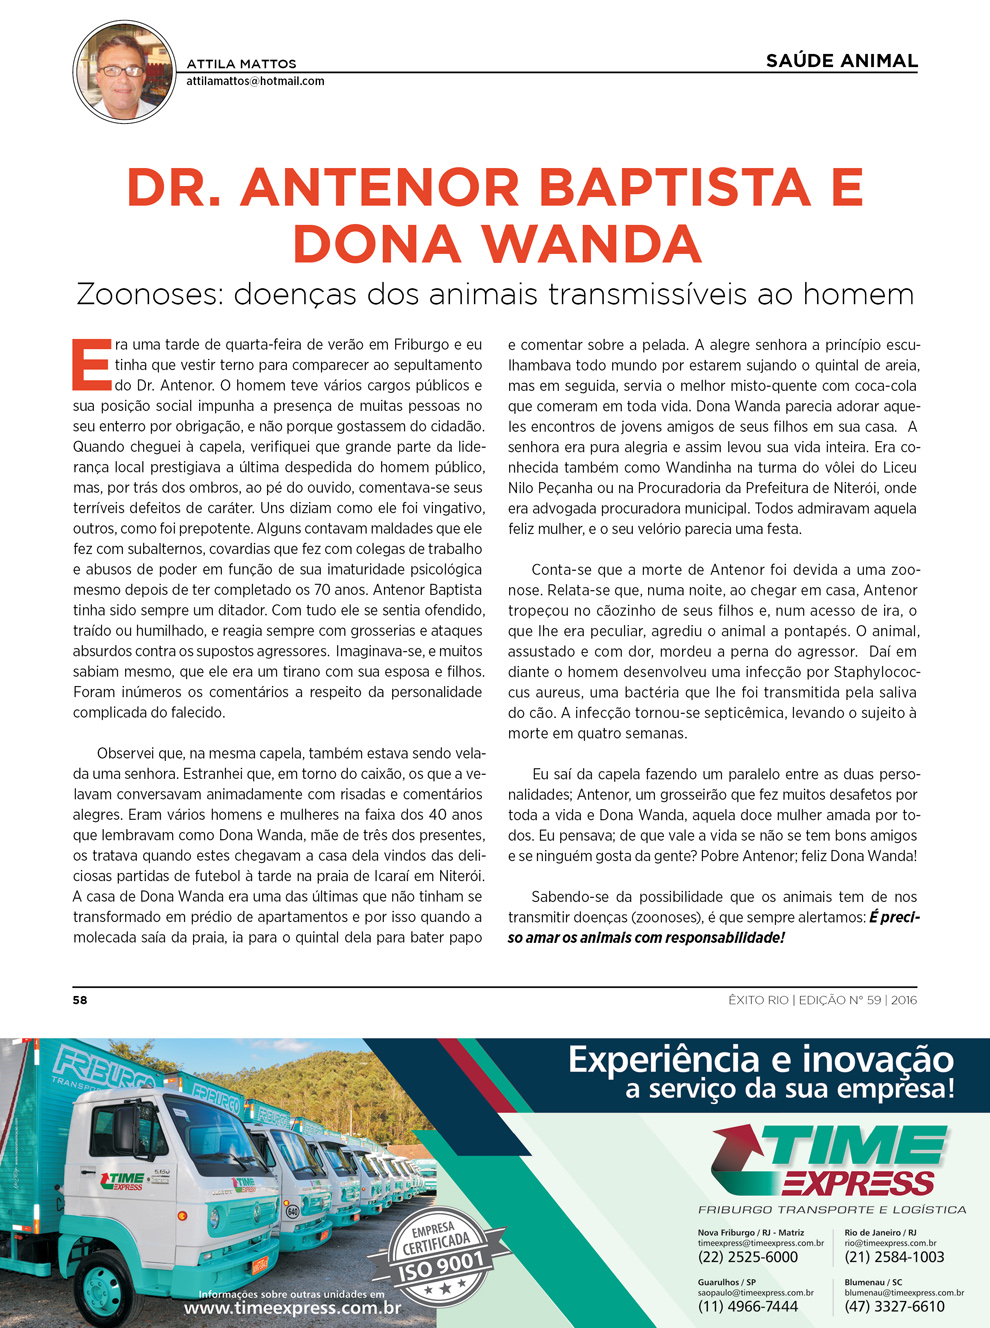 ATTILA MATTOS
attilamattos@hotmail.com
SAÚDE ANIMAL
DR. ANTENOR BAPTISTA E
DONA WANDA
Zoonoses: doenças dos animais transmissíveis ao homem
Era uma tarde de quarta-feira de verão em Friburgo e eu
tinha que vestir terno para comparecer ao sepultamento
do Dr. Antenor. O homem teve vários cargos públicos e
sua posição social impunha a presença de muitas pessoas no
seu enterro por obrigação, e não porque gostassem do cidadão.
Quando cheguei à capela, verifiquei que grande parte da lide-
rança local prestigiava a última despedida do homem público,
mas, por trás dos ombros, ao pé do ouvido, comentava-se seus
terríveis defeitos de caráter. Uns diziam como ele foi vingativo,
outros, como foi prepotente. Alguns contavam maldades que ele
fez com subalternos, covardias que fez com colegas de trabalho
e abusos de poder em função de sua imaturidade psicológica
mesmo depois de ter completado os 70 anos. Antenor Baptista
tinha sido sempre um ditador. Com tudo ele se sentia ofendido,
traído ou humilhado, e reagia sempre com grosserias e ataques
absurdos contra os supostos agressores. Imaginava-se, e muitos
sabiam mesmo, que ele era um tirano com sua esposa e filhos.
Foram inúmeros os comentários a respeito da personalidade
complicada do falecido.
Observei que, na mesma capela, também estava sendo vela-
da uma senhora. Estranhei que, em torno do caixão, os que a ve-
lavam conversavam animadamente com risadas e comentários
alegres. Eram vários homens e mulheres na faixa dos 40 anos
que lembravam como Dona Wanda, mãe de três dos presentes,
os tratava quando estes chegavam a casa dela vindos das deli-
ciosas partidas de futebol à tarde na praia de Icaraí em Niterói.
A casa de Dona Wanda era uma das últimas que não tinham se
transformado em prédio de apartamentos e por isso quando a
molecada saía da praia, ia para o quintal dela para bater papo
e comentar sobre a pelada. A alegre senhora a princípio escu-
lhambava todo mundo por estarem sujando o quintal de areia,
mas em seguida, servia o melhor misto-quente com coca-cola
que comeram em toda vida. Dona Wanda parecia adorar aque-
les encontros de jovens amigos de seus filhos em sua casa. A
senhora era pura alegria e assim levou sua vida inteira. Era co-
nhecida também como Wandinha na turma do vôlei do Liceu
Nilo Peçanha ou na Procuradoria da Prefeitura de Niterói, onde
era advogada procuradora municipal. Todos admiravam aquela
feliz mulher, e o seu velório parecia uma festa.
Conta-se que a morte de Antenor foi devida a uma zoo-
nose. Relata-se que, numa noite, ao chegar em casa, Antenor
tropeçou no cãozinho de seus filhos e, num acesso de ira, o
que lhe era peculiar, agrediu o animal a pontapés. O animal,
assustado e com dor, mordeu a perna do agressor. Daí em
diante o homem desenvolveu uma infecção por Staphylococ-
cus aureus, uma bactéria que lhe foi transmitida pela saliva
do cão. A infecção tornou-se septicêmica, levando o sujeito à
morte em quatro semanas.
Eu saí da capela fazendo um paralelo entre as duas perso-
nalidades; Antenor, um grosseirão que fez muitos desafetos por
toda a vida e Dona Wanda, aquela doce mulher amada por to-
dos. Eu pensava; de que vale a vida se não se tem bons amigos
e se ninguém gosta da gente? Pobre Antenor; feliz Dona Wanda!
Sabendo-se da possibilidade que os animais tem de nos
transmitir doenças (zoonoses), é que sempre alertamos: É preci-
so amar os animais com responsabilidade!
58
ÊXITO RIO | EDIÇÃO N° 59 | 2016
Experiência e inovação
a serviço da sua empresa!
TIME
EXPRESS
FRIBURGO TRANSPORTE E LOGÍSTICA
Nova Friburgo / RJ - Matriz
timeexpress@timeexpress.com.br
(22) 2525-6000
Rio de Janeiro / RJ
rio@timeexpress.com.br
(21) 2584-1003
Guarulhos / SP
saopaulo@timeexpress.com.br
(11) 4966-7444
Blumenau / SC
blumenau@timeexpress.com.br
(47) 3327-6610
FRIBURGO
FRIBURGO
TIME
EXPRESS
TIME
EXPRESS
640
EMPRESA
CERTIFICADA
ISO 9001
Informações sobre outras unidades em
www.timeexpress.com.br